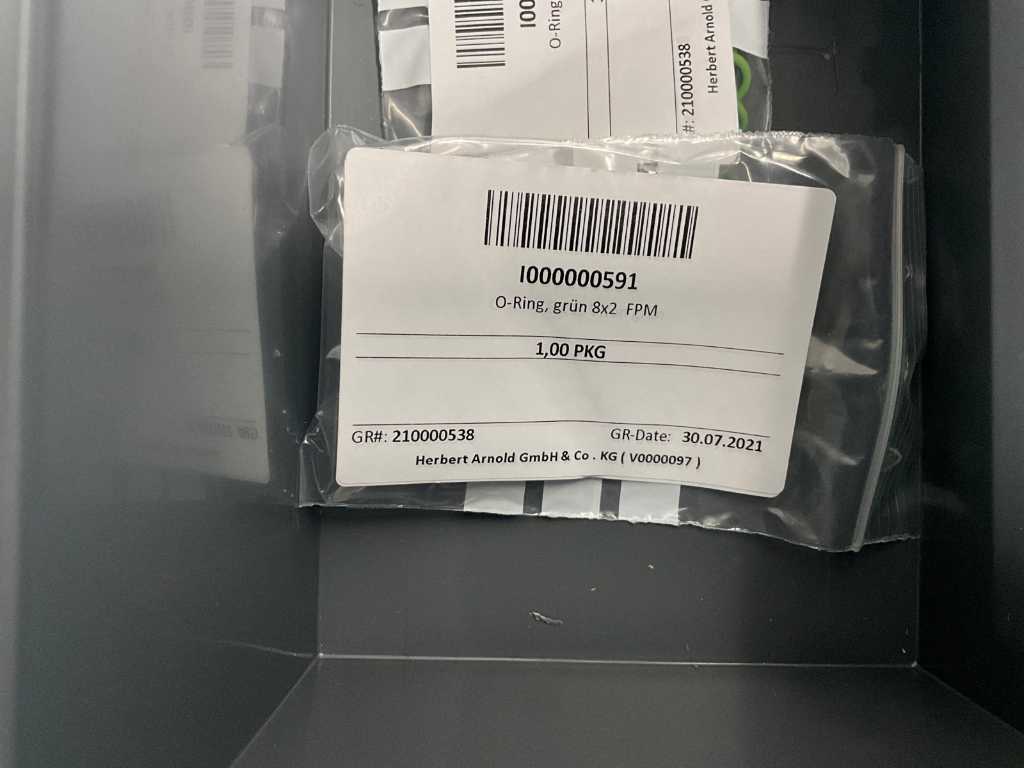 I00
O-Ring
#: 210000538
Herbert Arnold
I000000591
O-Ring, grün 8x2 FPM
1,00 PKG
GR#: 210000538
GR-Date: 30.07.2021
Herbert Arnold GmbH & Co . KG ( V0000097 )